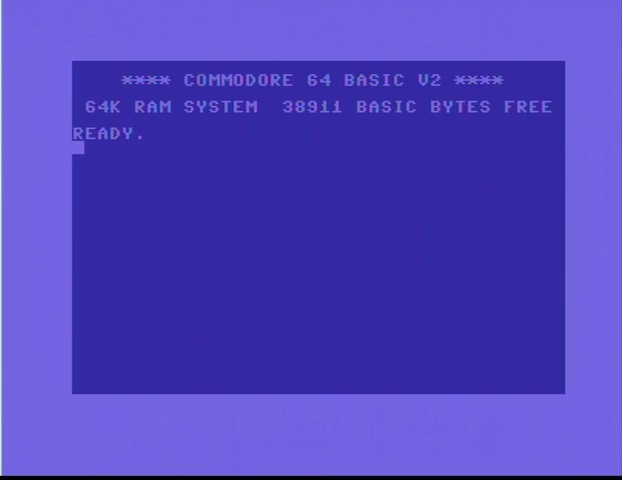 **** COMMODORE 64 BASIC V2 ****
64K RAM SYSTEM  38911 BASIC BYTES FREE
READY.